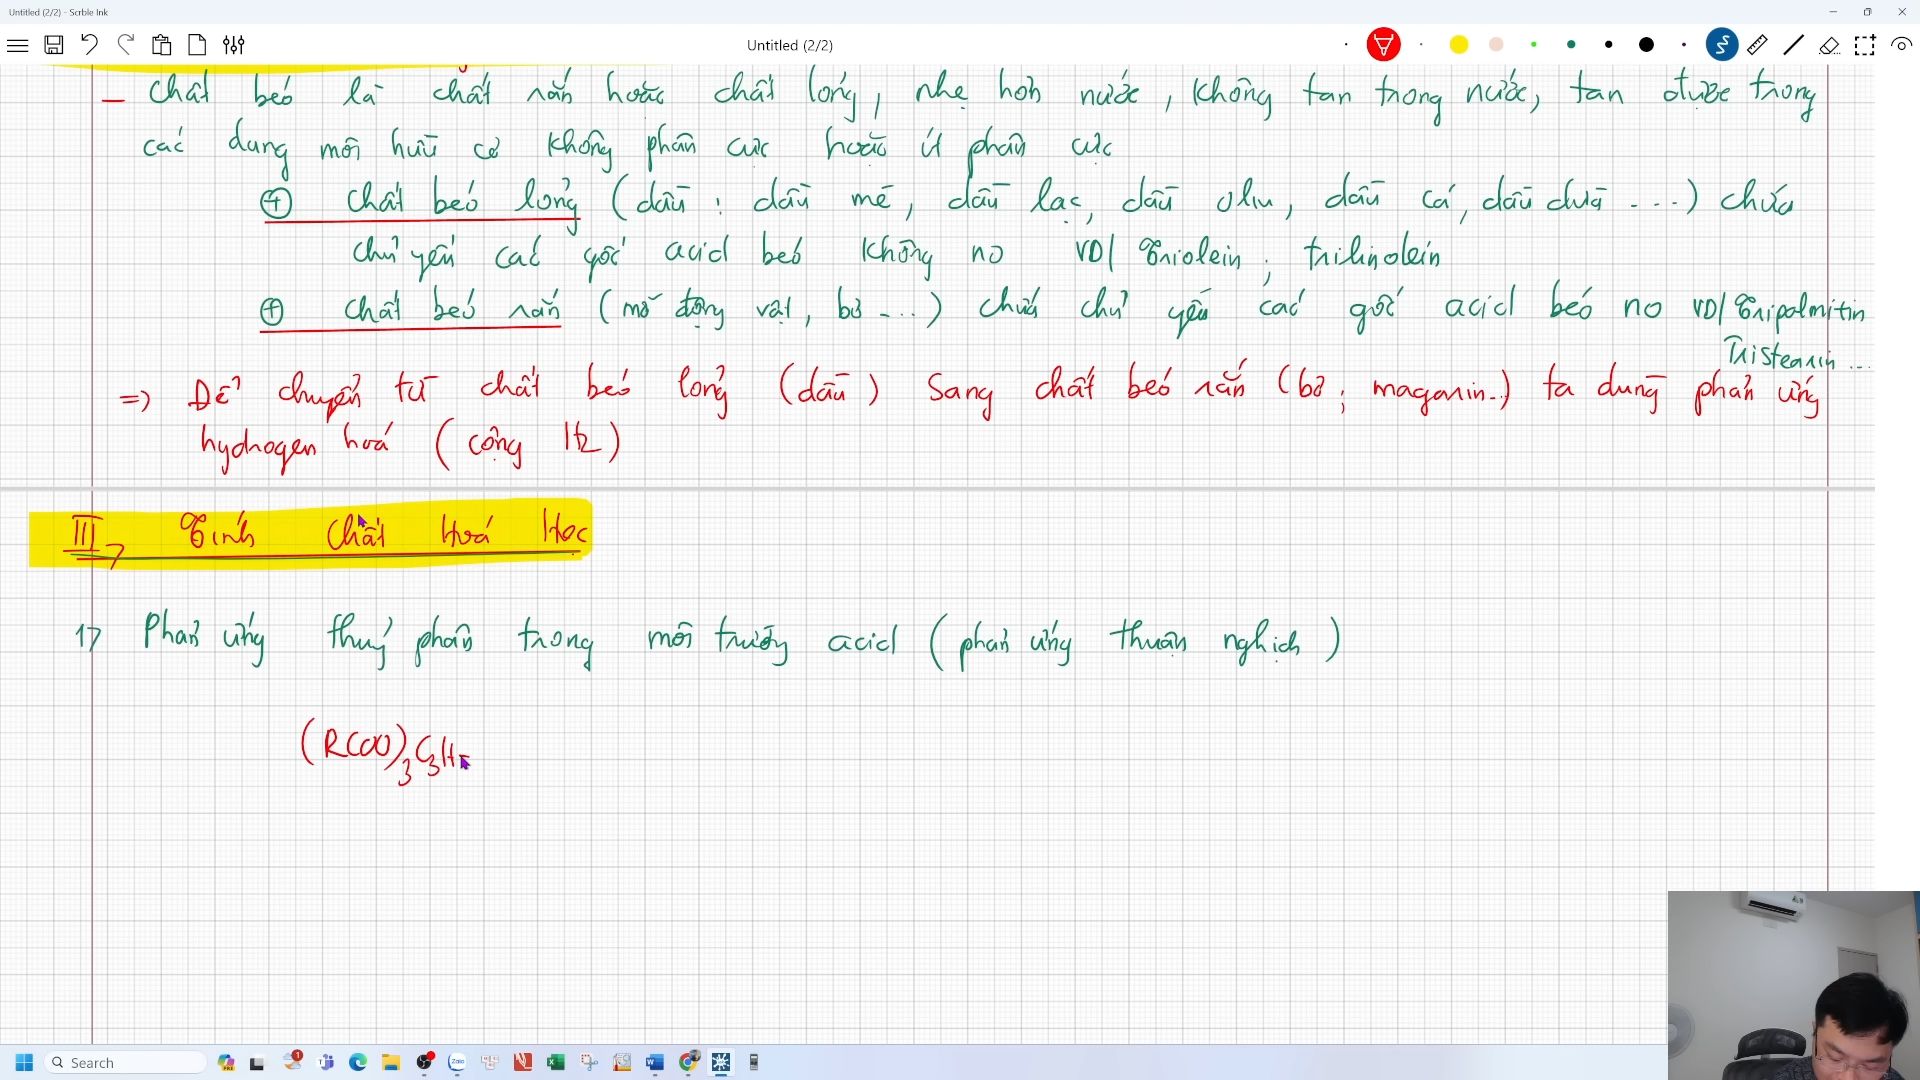 Untitled (2/2) - Scrble Ink
Untitled (2/2)
– Chất béo là chất rắn hoặc chất lỏng, nhẹ hơn nước, không tan trong nước, tan được trong
các dung môi hữu cơ không phân cực hoặc ít phân cực
⊕ chất béo lỏng (dầu: dầu mè, dầu lạc, dầu oliu, dầu cá, dầu dừa ....) chứa
chủ yếu các gốc acid béo không no VD/ Triolein; trilinolein
⊕ chất béo rắn (mỡ động vật, bơ ....) chứa chủ yếu các gốc acid béo no VD/ Tripalmitin
Tristearin ...
=> Để chuyển từ chất béo lỏng (dầu) sang chất béo rắn (bơ; magarin..) ta dùng phản ứng
hydrogen hoá (cộng H2)
III, Tính Chất Hoá Học
1, Phản ứng thuỷ phân trong môi trường acid (phản ứng thuận nghịch)
(RCOO)3C3H
Search